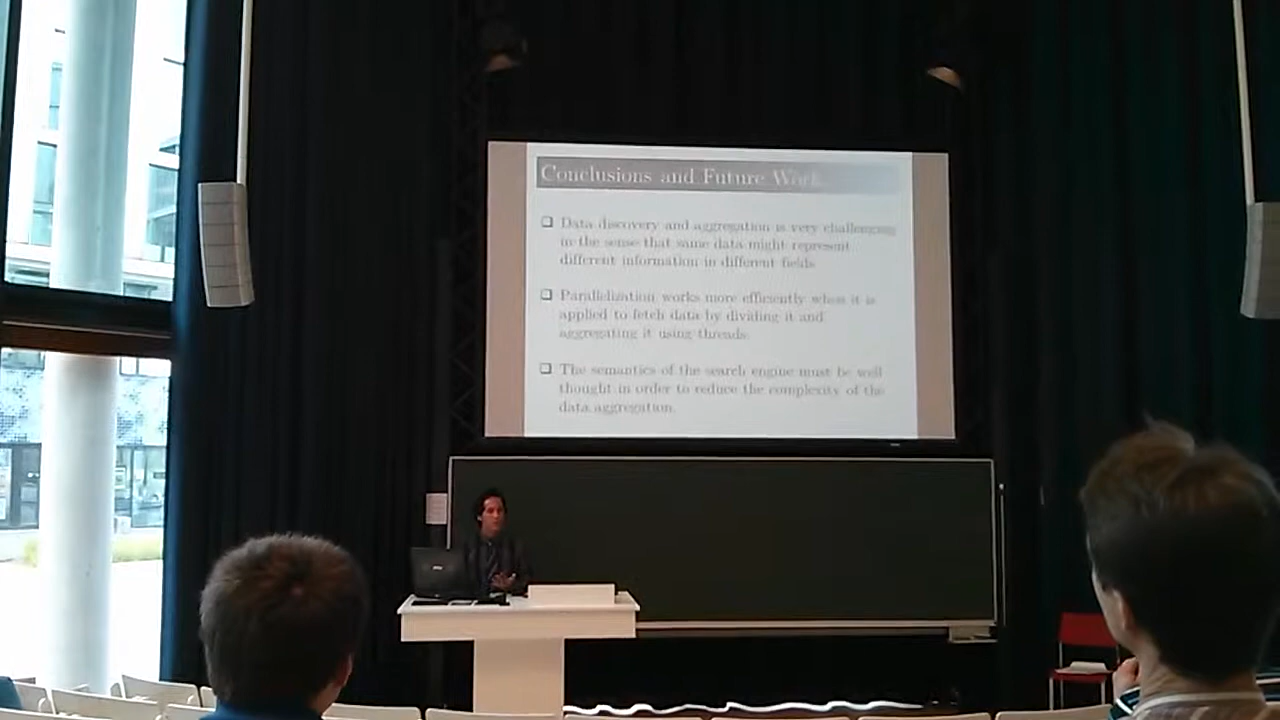 Conclusions and Future Work
❑ Data discovery and aggregation is very challenging
in the sense that same data might represent
different information in different fields.
❑ Parallelization works more efficiently when it is
applied to fetch data by dividing it and
aggregating it using threads.
❑ The semantics of the search engine must be well
thought in order to reduce the complexity of the
data aggregation.